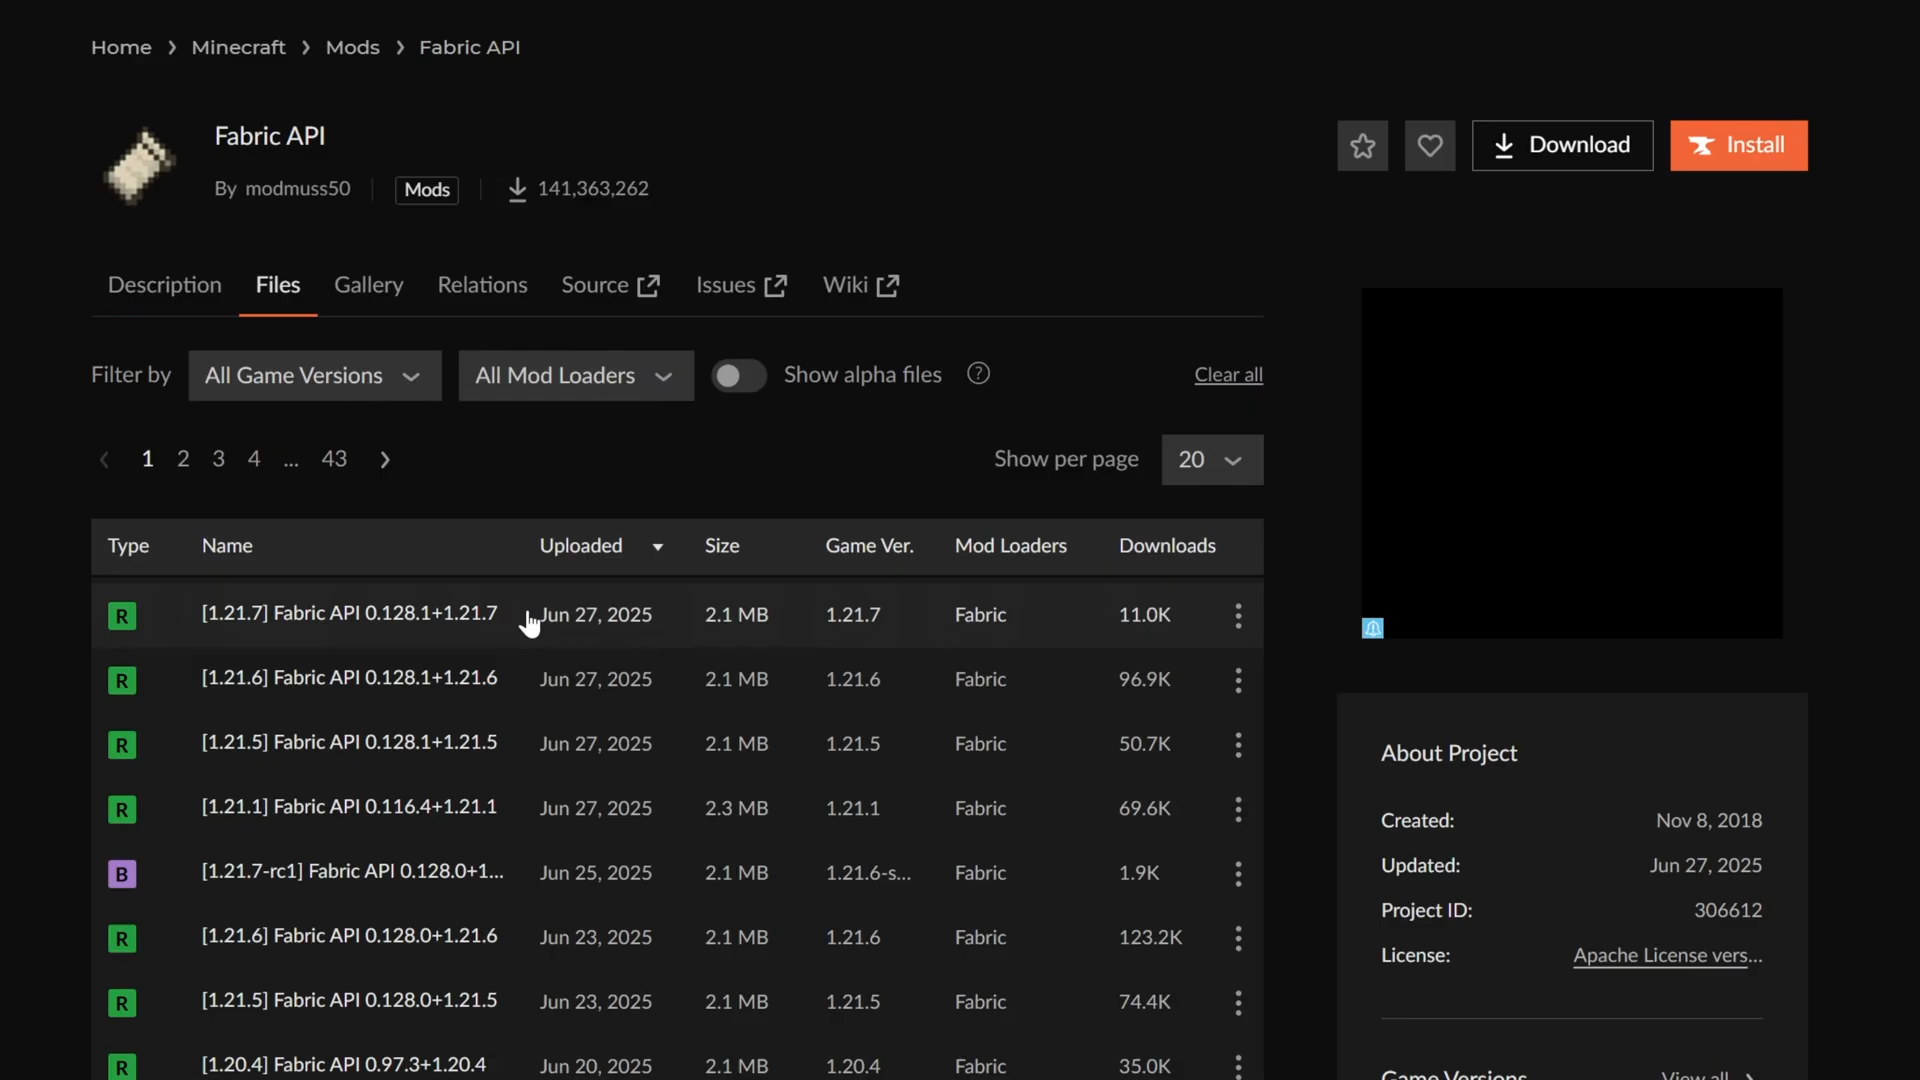 Home > Minecraft > Mods > Fabric API
Fabric API
By modmuss50 Mods 141,363,262
Download
Install
Description Files Gallery Relations Source Issues Wiki
Filter by All Game Versions All Mod Loaders Show alpha files ? Clear all
1 2 3 4 ... 43
Show per page 20
Type Name Uploaded Size Game Ver. Mod Loaders Downloads
R [1.21.7] Fabric API 0.128.1+1.21.7 Jun 27, 2025 2.1 MB 1.21.7 Fabric 11.0K
R [1.21.6] Fabric API 0.128.1+1.21.6 Jun 27, 2025 2.1 MB 1.21.6 Fabric 96.9K
R [1.21.5] Fabric API 0.128.1+1.21.5 Jun 27, 2025 2.1 MB 1.21.5 Fabric 50.7K
R [1.21.1] Fabric API 0.116.4+1.21.1 Jun 27, 2025 2.3 MB 1.21.1 Fabric 69.6K
B [1.21.7-rc1] Fabric API 0.128.0+1... Jun 25, 2025 2.1 MB 1.21.6-s... Fabric 1.9K
R [1.21.6] Fabric API 0.128.0+1.21.6 Jun 23, 2025 2.1 MB 1.21.6 Fabric 123.2K
R [1.21.5] Fabric API 0.128.0+1.21.5 Jun 23, 2025 2.1 MB 1.21.5 Fabric 74.4K
R [1.20.4] Fabric API 0.97.3+1.20.4 Jun 20, 2025 2.1 MB 1.20.4 Fabric 35.0K
About Project
Created: Nov 8, 2018
Updated: Jun 27, 2025
Project ID: 306612
License: Apache License vers...
Game Versions View all >